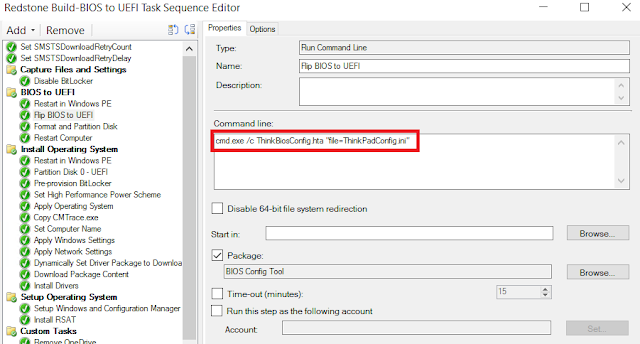 Redstone Build-BIOS to UEFI Task Sequence Editor
Add
Remove
Set SMSTSDownloadRetryCount
Set SMSTSDownloadRetryDelay
Capture Files and Settings
Disable BitLocker
BIOS to UEFI
Restart in Windows PE
Flip BIOS to UEFI
Format and Partition Disk
Restart Computer
Install Operating System
Restart in Windows PE
Partition Disk 0 - UEFI
Pre-provision BitLocker
Set High Performance Power Scheme
Apply Operating System
Copy CMTrace.exe
Set Computer Name
Apply Windows Settings
Apply Network Settings
Dynamically Set Driver Package to Downloa
Download Package Content
Install Drivers
Setup Operating System
Setup Windows and Configuration Manager
Install RSAT
Custom Tasks
Remove OneDrive
Properties
Options
Type:
Run Command Line
Name:
Flip BIOS to UEFI
Description:
Command line:
cmd.exe /c ThinkBiosConfig.hta "file=ThinkPadConfig.ini"
Disable 64-bit file system redirection
Start in:
Browse...
Package:
BIOS Config Tool
Browse...
Time-out (minutes):
15
Run this step as the following account
Account:
Set...